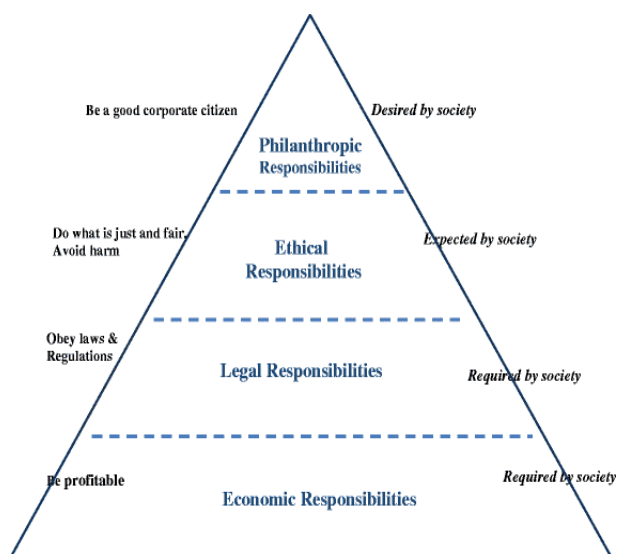 Be a good corporate citizen
Desired by society
Philanthropic
Responsibilities
Do what is just and fair,
Avoid harm
Expected by society
Ethical
Responsibilities
Obey laws &
Regulations
Legal Responsibilities
Required by society
Be profitable
Required by society
Economic Responsibilities